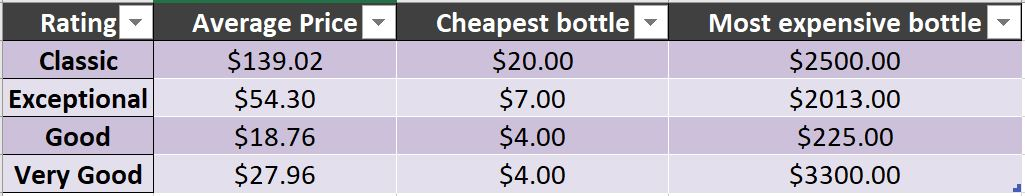 Rating Average Price Cheapest bottle Most expensive bottle
Classic $139.02 $20.00 $2500.00
Exceptional $54.30 $7.00 $2013.00
Good $18.76 $4.00 $225.00
Very Good $27.96 $4.00 $3300.00